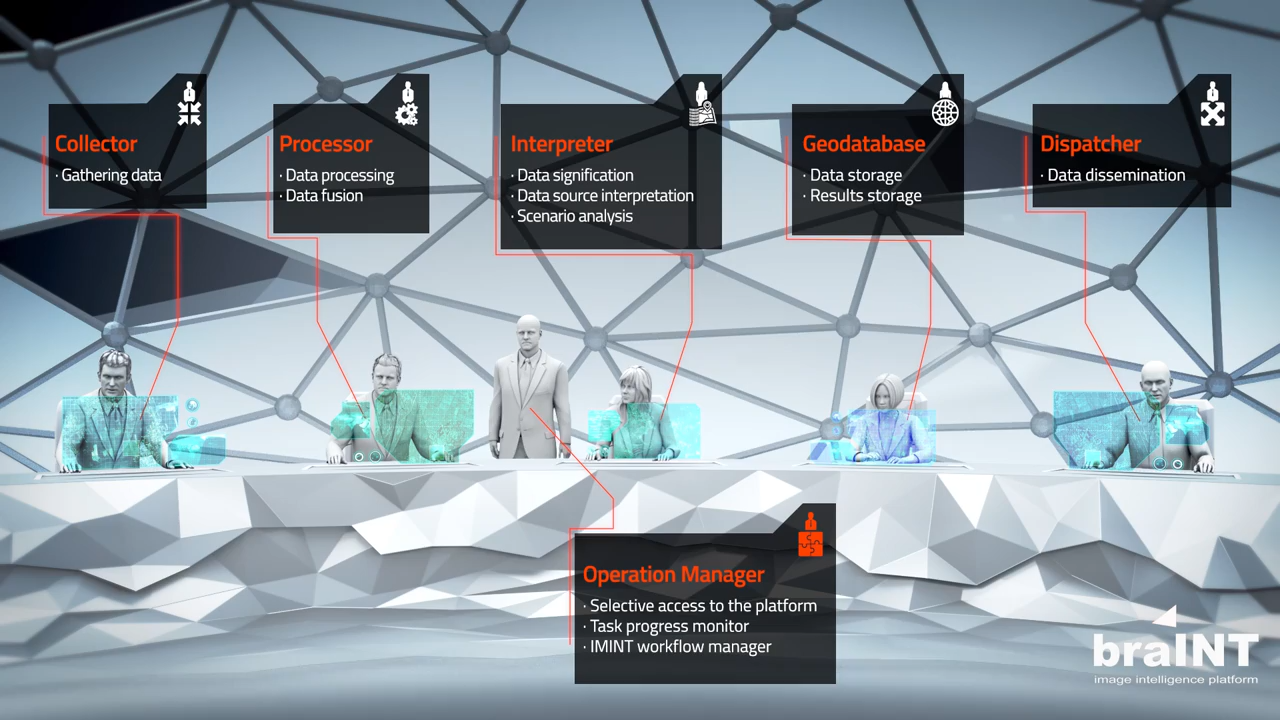 Collector
· Gathering data
Processor
· Data processing
· Data fusion
Interpreter
· Data signification
· Data source interpretation
· Scenario analysis
Geodatabase
· Data storage
· Results storage
Dispatcher
· Data dissemination
Operation Manager
· Selective access to the platform
· Task progress monitor
· IMINT workflow manager
braINT
image intelligence platform